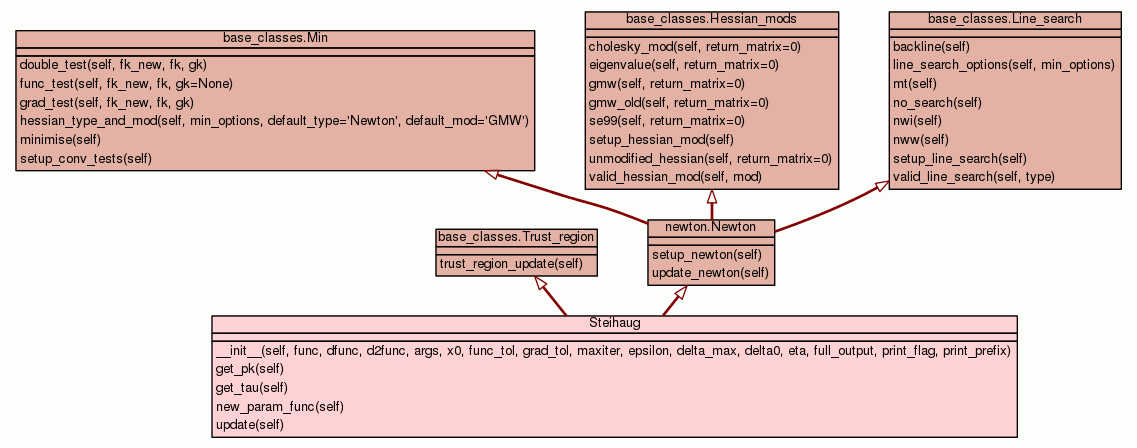 base_classes.Min
double_test(self, fk_new, fk, gk)
func_test(self, fk_new, fk, gk=None)
grad_test(self, fk_new, fk, gk)
hessian_type_and_mod(self, min_options, default_type='Newton', default_mod='GMW')
minimise(self)
setup_conv_tests(self)
base_classes.Hessian_mods
cholesky_mod(self, return_matrix=0)
eigenvalue(self, return_matrix=0)
gmw(self, return_matrix=0)
gmw_old(self, return_matrix=0)
se99(self, return_matrix=0)
setup_hessian_mod(self)
unmodified_hessian(self, return_matrix=0)
valid_hessian_mod(self, mod)
base_classes.Line_search
backline(self)
line_search_options(self, min_options)
mt(self)
no_search(self)
nwi(self)
nww(self)
setup_line_search(self)
valid_line_search(self, type)
base_classes.Trust_region
trust_region_update(self)
newton.Newton
setup_newton(self)
update_newton(self)
Steihaug
__init__(self, func, dfunc, d2func, args, x0, func_tol, grad_tol, maxiter, epsilon, delta_max, delta0, eta, full_output, print_flag, print_prefix)
get_pk(self)
get_tau(self)
new_param_func(self)
update(self)